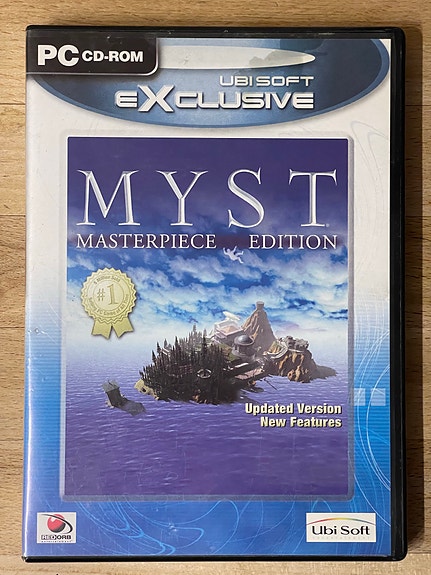 PC CD-ROM
UBI SOFT
eXCLUSIVE
MYST
MASTERPIECE EDITION
#1
Updated Version
New Features
RED ORB
Ubi Soft